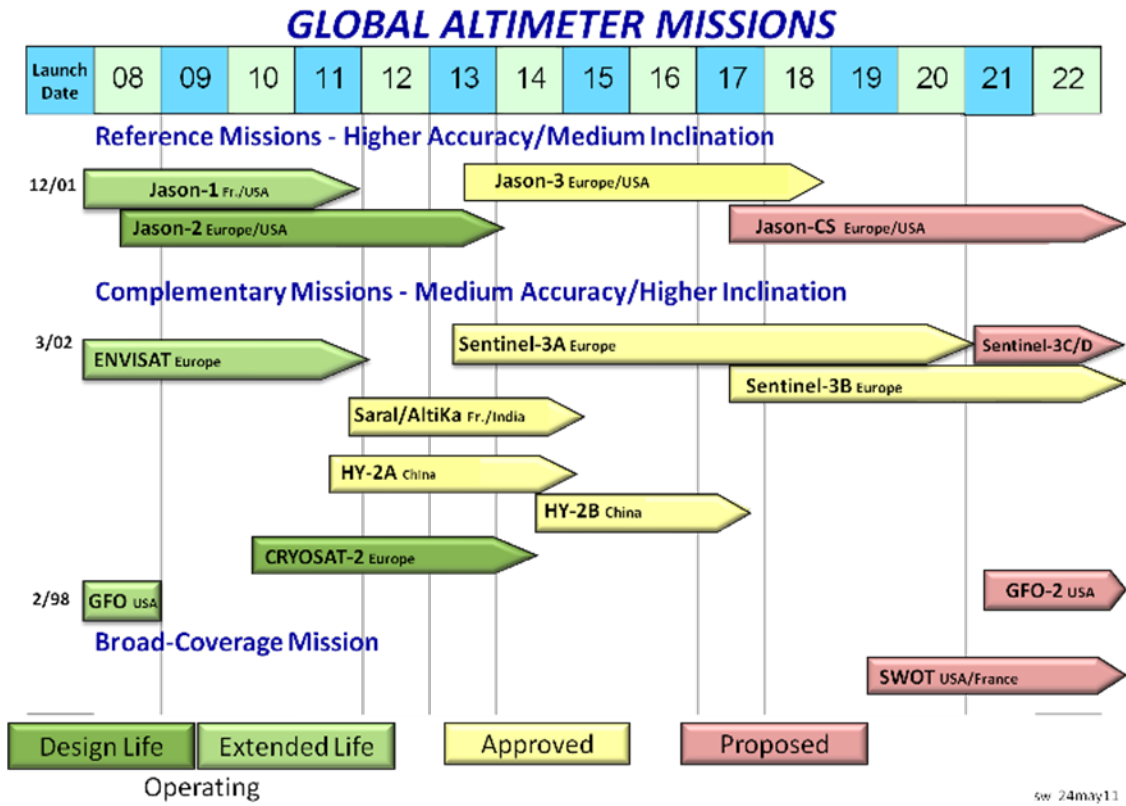 GLOBAL ALTIMETER MISSIONS
Launch Date 08 09 10 11 12 13 14 15 16 17 18 19 20 21 22
Reference Missions - Higher Accuracy/Medium Inclination
12/01 Jason-1 Fr./USA Jason-3 Europe/USA
Jason-2 Europe/USA Jason-CS Europe/USA
Complementary Missions - Medium Accuracy/Higher Inclination
3/02 ENVISAT Europe Sentinel-3A Europe Sentinel-3C/D
Sentinel-3B Europe
Saral/AltiKa Fr./India
HY-2A China
HY-2B China
CRYOSAT-2 Europe
2/98 GFO USA GFO-2 USA
Broad-Coverage Mission
SWOT USA/France
Design Life Extended Life Approved Proposed
Operating
sw 24may11